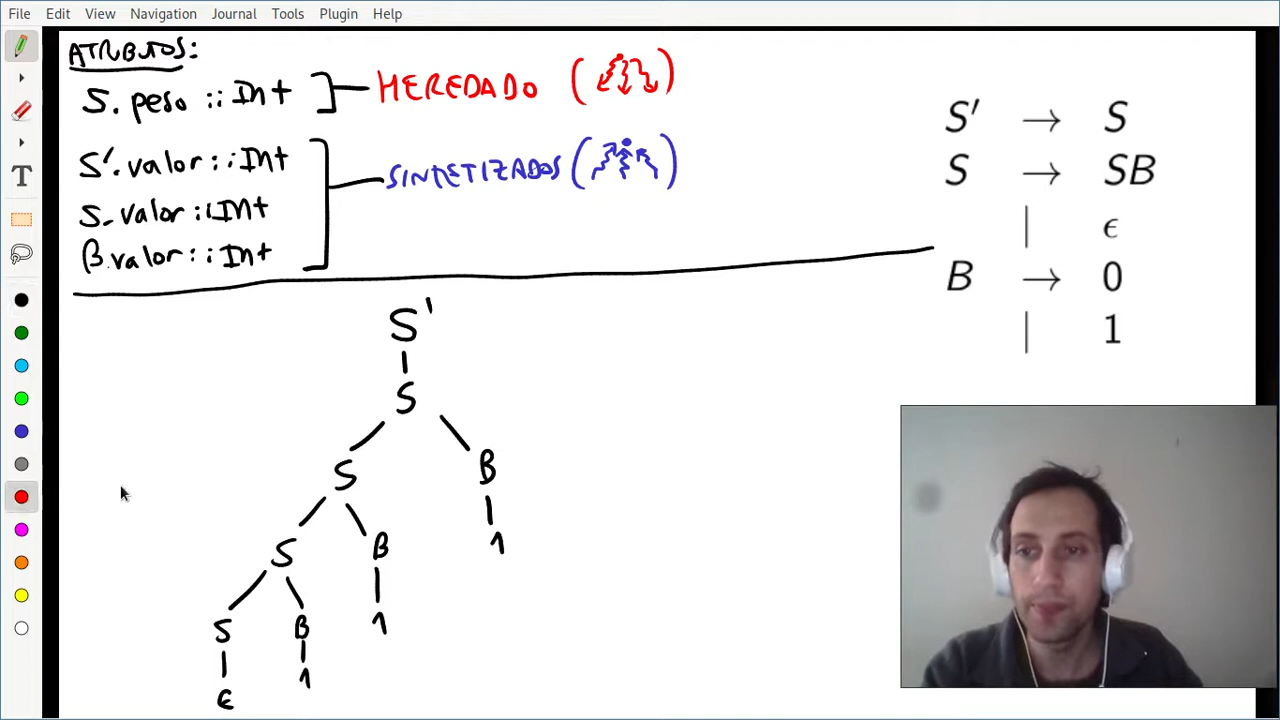 File Edit View Navigation Journal Tools Plugin Help
ATRIBUTOS:
S.peso :: Int ] — HEREDADO ( )
S'.valor :: Int
S.valor :: Int
B.valor :: Int
SINTETIZADOS ( )
S' → S
S → SB
| ϵ
B → 0
| 1
S'
S
S B
S B 1
S B 1
ϵ 1
T